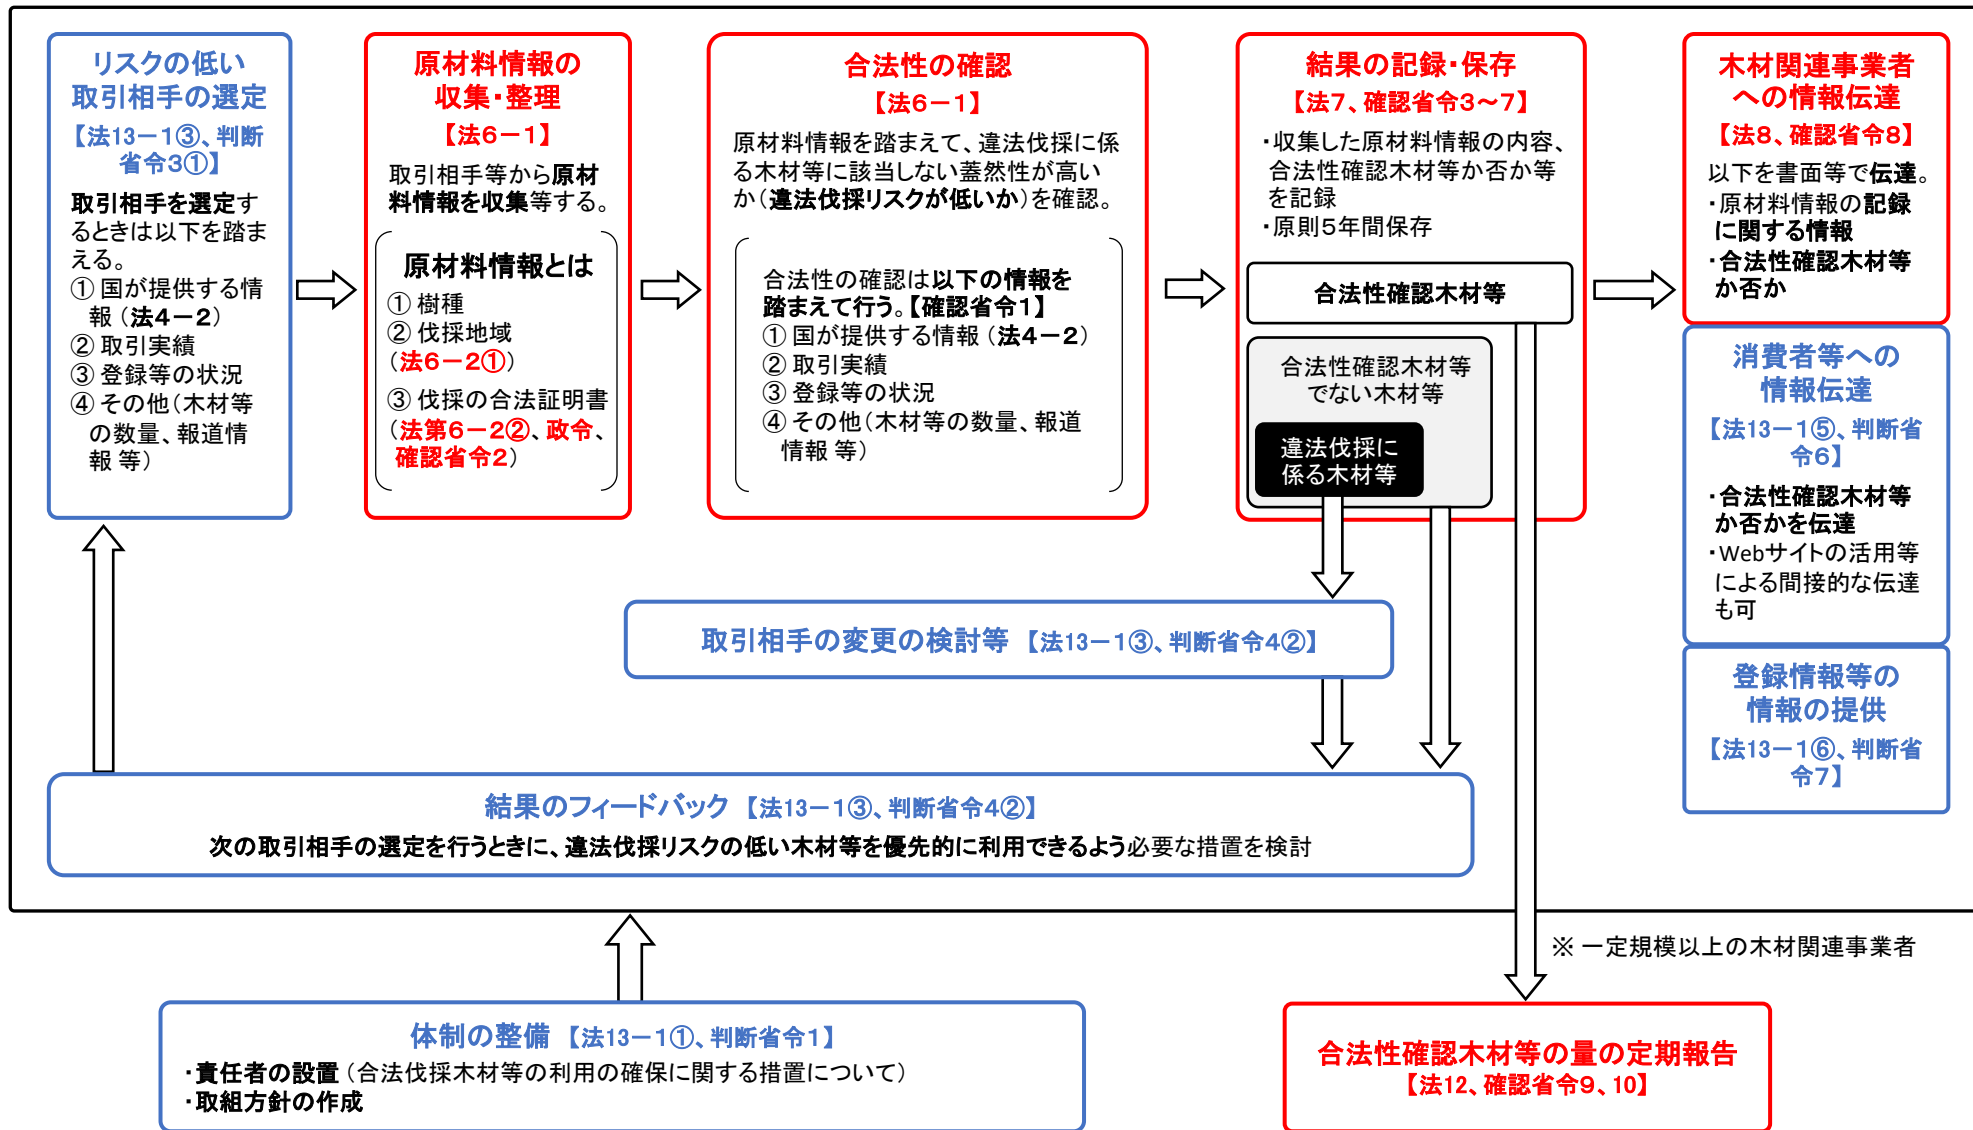 リスクの低い
取引相手の選定
【法13－1③、判断
省令3①】
取引相手を選定す
るときは以下を踏ま
える。
① 国が提供する情
報（法4－2）
② 取引実績
③ 登録等の状況
④ その他（木材等
の数量、報道情
報 等）
原材料情報の
収集・整理
【法6－1】
取引相手等から原材
料情報を収集等する。
原材料情報とは
① 樹種
② 伐採地域
（法6－2①）
③ 伐採の合法証明書
（法第6－2②、政令、
確認省令2）
合法性の確認
【法6－1】
原材料情報を踏まえて、違法伐採に係
る木材等に該当しない蓋然性が高い
か（違法伐採リスクが低いか）を確認。
合法性の確認は以下の情報を
踏まえて行う。【確認省令1】
① 国が提供する情報（法4－2）
② 取引実績
③ 登録等の状況
④ その他（木材等の数量、報道
情報 等）
結果の記録・保存
【法7、確認省令3～7】
・収集した原材料情報の内容、
合法性確認木材等か否か等
を記録
・原則5年間保存
合法性確認木材等
合法性確認木材等
でない木材等
違法伐採に
係る木材等
木材関連事業者
への情報伝達
【法8、確認省令8】
以下を書面等で伝達。
・原材料情報の記録
に関する情報
・合法性確認木材等
か否か
消費者等への
情報伝達
【法13－1⑤、判断省
令6】
・合法性確認木材等
か否かを伝達
・Webサイトの活用等
による間接的な伝達
も可
登録情報等の
情報の提供
【法13－1⑥、判断省
令7】
取引相手の変更の検討等 【法13－1③、判断省令4②】
結果のフィードバック 【法13－1③、判断省令4②】
次の取引相手の選定を行うときに、違法伐採リスクの低い木材等を優先的に利用できるよう必要な措置を検討
※ 一定規模以上の木材関連事業者
体制の整備 【法13－1①、判断省令1】
・責任者の設置（合法伐採木材等の利用の確保に関する措置について）
・取組方針の作成
合法性確認木材等の量の定期報告
【法12、確認省令9、10】